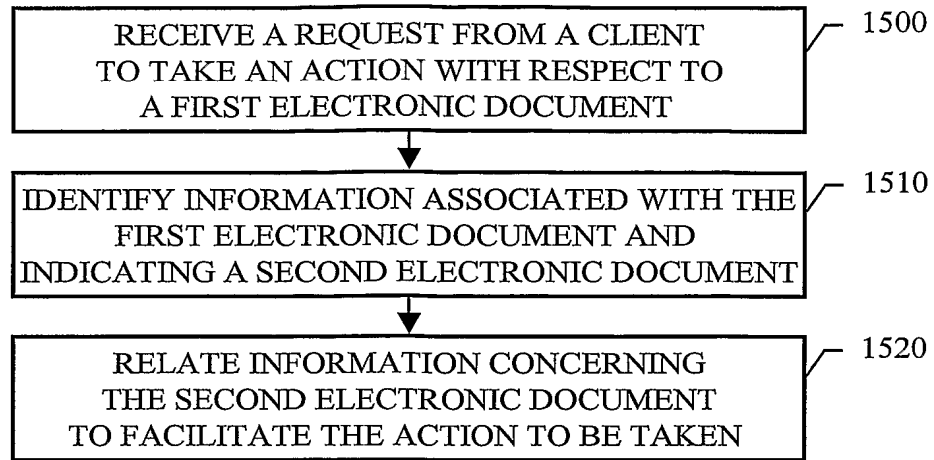 RECEIVE A REQUEST FROM A CLIENT
TO TAKE AN ACTION WITH RESPECT TO
A FIRST ELECTRONIC DOCUMENT
1500
IDENTIFY INFORMATION ASSOCIATED WITH THE
FIRST ELECTRONIC DOCUMENT AND
INDICATING A SECOND ELECTRONIC DOCUMENT
1510
RELATE INFORMATION CONCERNING
THE SECOND ELECTRONIC DOCUMENT
TO FACILITATE THE ACTION TO BE TAKEN
1520